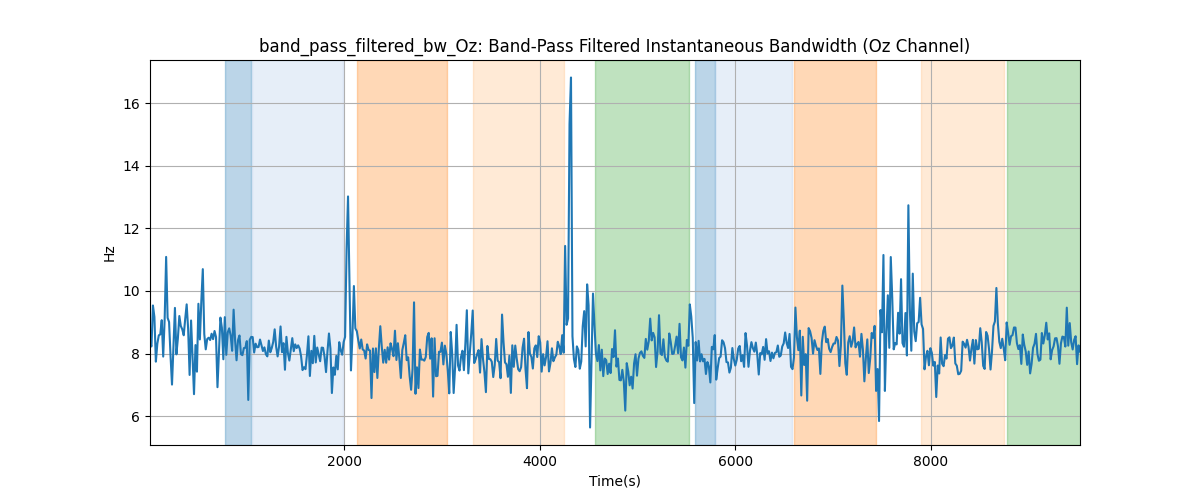 band_pass_filtered_bw_Oz: Band-Pass Filtered Instantaneous Bandwidth (Oz Channel)
16
14
12
10
8
6
Hz
2000 4000 6000 8000
Time(s)